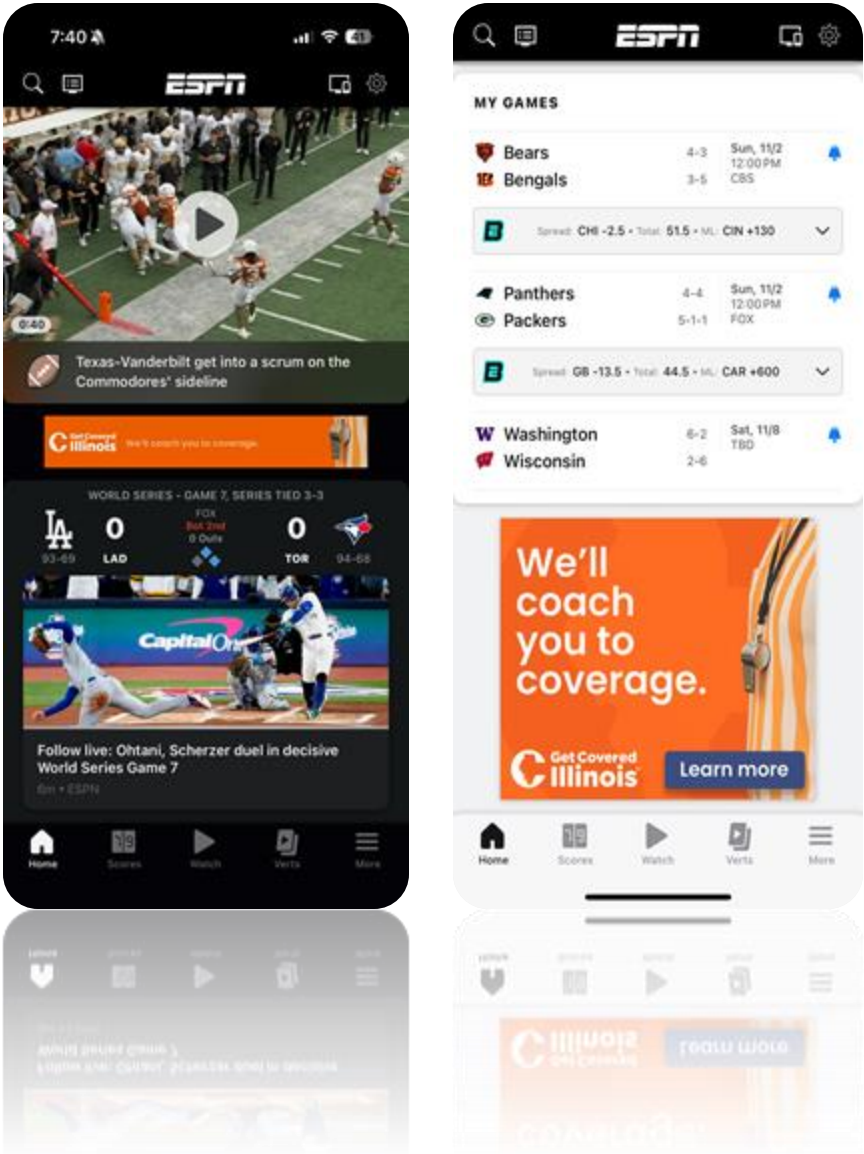 7:40
41
ESPN
0:40
Texas-Vanderbilt get into a scrum on the
Commodores' sideline
Get Covered
Illinois
We'll coach you to coverage.
WORLD SERIES - GAME 7, SERIES TIED 3-3
LA
0
FOX
Bot 2nd
0 Outs
0
93-69
LAD
TOR
94-68
Capital One
Follow live: Ohtani, Scherzer duel in decisive
World Series Game 7
6m • ESPN
Home
Scores
Watch
Verts
More
ESPN
MY GAMES
Bears
4-3
Sun, 11/2
12:00 PM
Bengals
3-5
CBS
Spread: CHI -2.5 • Total: 51.5 • ML: CIN +130
Panthers
4-4
Sun, 11/2
12:00 PM
Packers
5-1-1
FOX
Spread: GB -13.5 • Total: 44.5 • ML: CAR +600
W
Washington
6-2
Sat, 11/8
TBD
W
Wisconsin
2-6
We'll
coach
you to
coverage.
Get Covered
Illinois
Learn more
Home
Scores
Watch
Verts
More